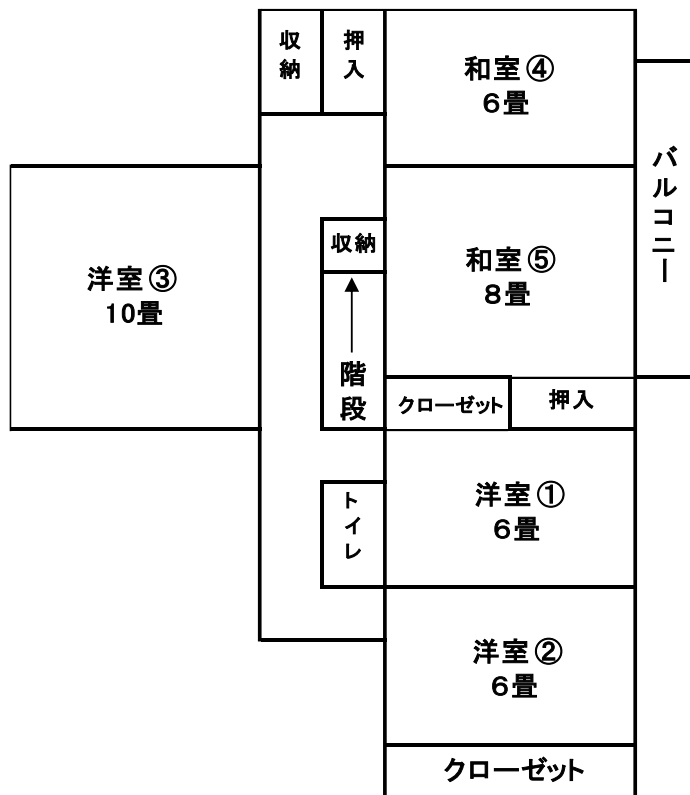 収納
押入
和室④
６畳
バルコニー
収納
和室⑤
８畳
洋室③
10畳
階段
クローゼット
押入
洋室①
６畳
トイレ
洋室②
６畳
クローゼット